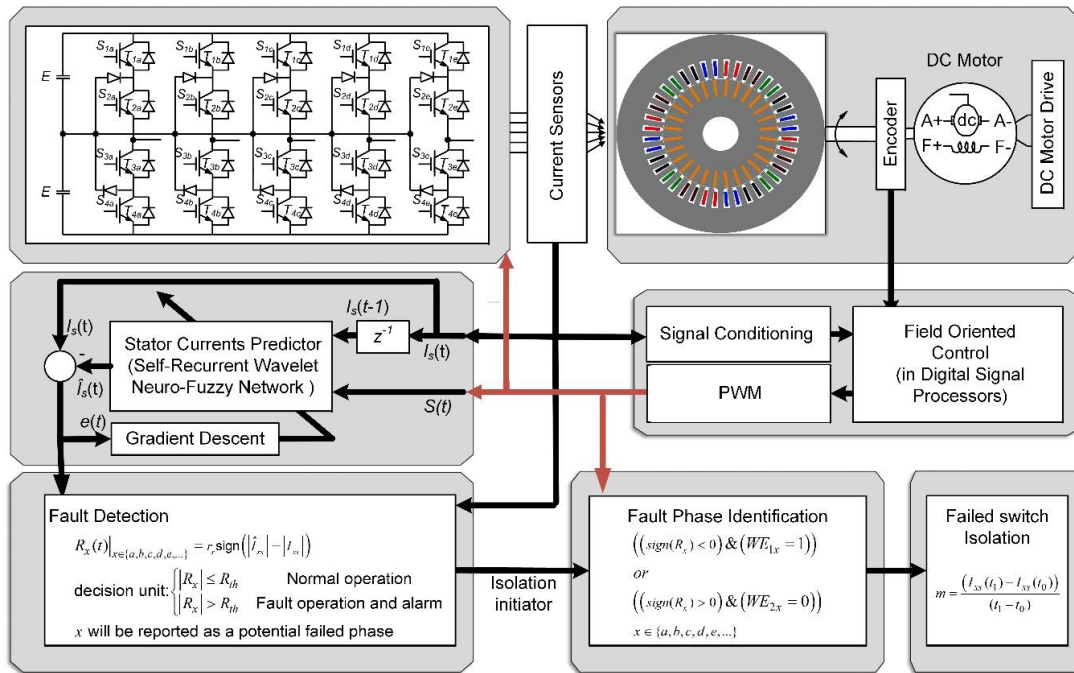 S1a T1a S1b T1b S1c T1c S1d T1d S1e T1e
E
S2a T2a S2b T2b S2c T2c S2d T2d S2e T2e
S3a T3a S3b T3b S3c T3c S3d T3d S3e T3e
E
S4a T4a S4b T4b S4c T4c S4d T4d S4e T4e
Current Sensors
Encoder
DC Motor
A+ dc A-
F+ F-
DC Motor Drive
Is(t)
Is(t-1)
z-1
Is(t)
Stator Currents Predictor
(Self-Recurrent Wavelet
Neuro-Fuzzy Network )
-
Îs(t)
S(t)
e(t)
Gradient Descent
Signal Conditioning
PWM
Field Oriented
Control
(in Digital Signal
Processors)
Fault Detection
Rx(t)|x∈{a,b,c,d,e,...} = rs sign(|Îxs|−|Ixs|)
decision unit: { |Rx| ≤ Rth Normal operation
|Rx| > Rth Fault operation and alarm
x will be reported as a potential failed phase
Isolation
initiator
Fault Phase Identification
((sign(Rx) < 0) & (WE1x = 1))
or
((sign(Rx) > 0) & (WE2x = 0))
x ∈ {a,b,c,d,e,...}
Failed switch
Isolation
m = (Ixs(t1) − Ixs(t0)) / (t1 − t0)